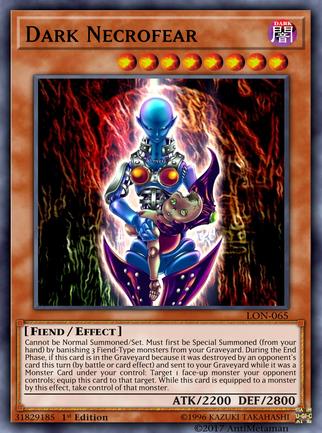 Dark Necrofear
DARK
闇
LON-065
[Fiend / Effect]
Cannot be Normal Summoned/Set. Must first be Special Summoned (from your
hand) by banishing 3 Fiend-Type monsters from your Graveyard. During the End
Phase, if this card is in the Graveyard because it was destroyed by an opponent's
card this turn (by battle or card effect) and sent to your Graveyard while it was a
Monster Card under your control: Target 1 face-up monster your opponent
controls; equip this card to that target. While this card is equipped to a monster
by this effect, take control of that monster.
ATK/2200 DEF/2800
31829185 1st Edition ©1996 KAZUKI TAKAHASHI
©2017 AntiMetaman